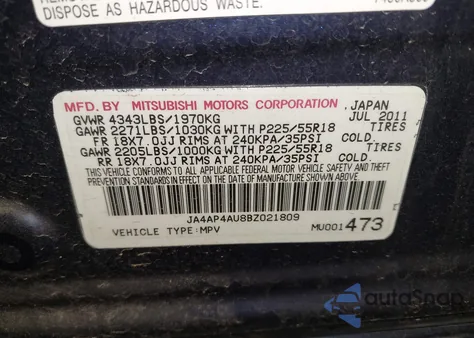 DISPOSE AS HAZARDOUS WASTE.
MFD. BY MITSUBISHI MOTORS CORPORATION JAPAN
GVWR 4343LBS/1970KG JUL 2011
GAWR 2271LBS/1030KG WITH P225/55R18 TIRES
FR 18X7.0JJ RIMS AT 240KPA/35PSI COLD.
GAWR 2205LBS/1000KG WITH P225/55R18 TIRES
RR 18X7.0JJ RIMS AT 240KPA/35PSI COLD.
THIS VEHICLE CONFORMS TO ALL APPLICABLE FEDERAL MOTOR VEHICLE SAFETY AND THEFT
PREVENTION STANDARDS IN EFFECT ON THE DATE OF MANUFACTURE SHOWN ABOVE.
JA4AP4AU8BZ021809
VEHICLE TYPE:MPV MU001473
autoSnap